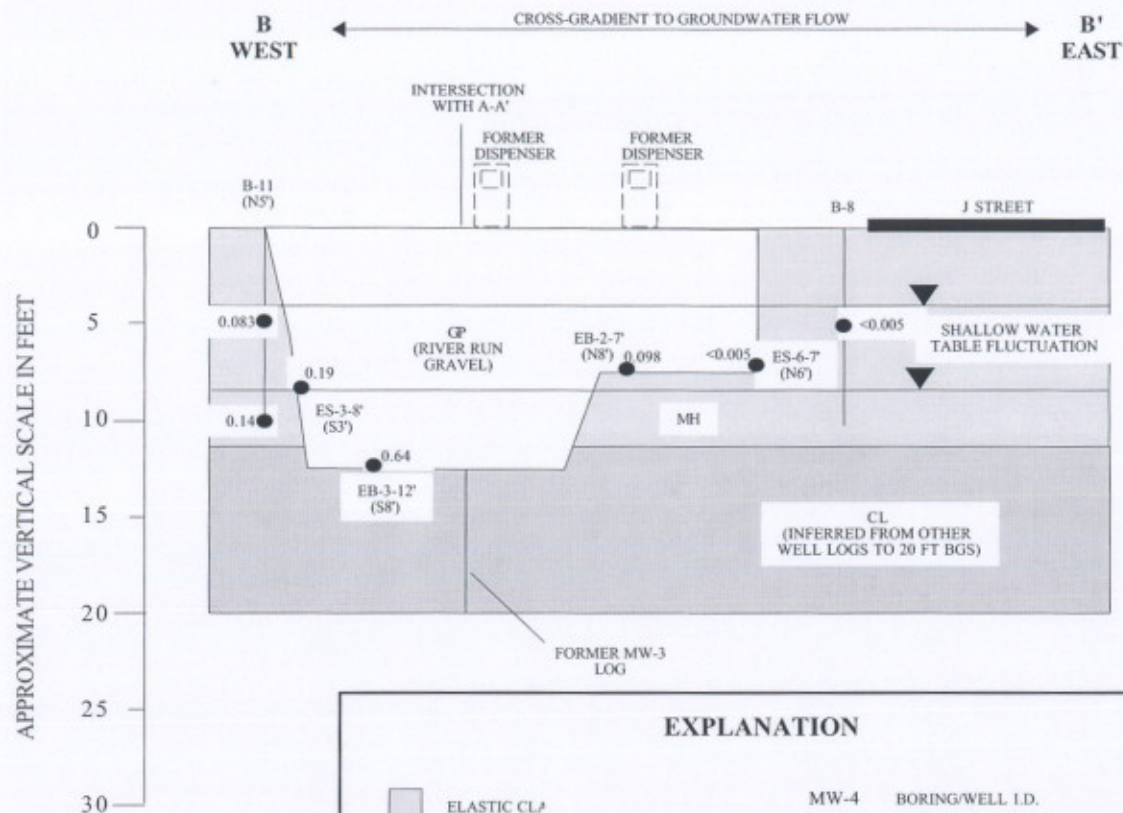 B
WEST
CROSS-GRADIENT TO GROUNDWATER FLOW
B'
EAST
INTERSECTION
WITH A-A'
FORMER
DISPENSER
FORMER
DISPENSER
B-11
(N5')
B-8
J STREET
APPROXIMATE VERTICAL SCALE IN FEET
0
5
10
15
20
25
30
0.083
GP
(RIVER RUN
GRAVEL)
EB-2-7'
(N8')
0.098
<0.005
ES-6-7'
(N6')
<0.005
SHALLOW WATER
TABLE FLUCTUATION
0.19
ES-3-8'
(S3')
0.14
MH
0.64
EB-3-12'
(S8')
CL
(INFERRED FROM OTHER
WELL LOGS TO 20 FT BGS)
FORMER MW-3
LOG
EXPLANATION
ELASTIC CLA
MW-4 BORING/WELL I.D.